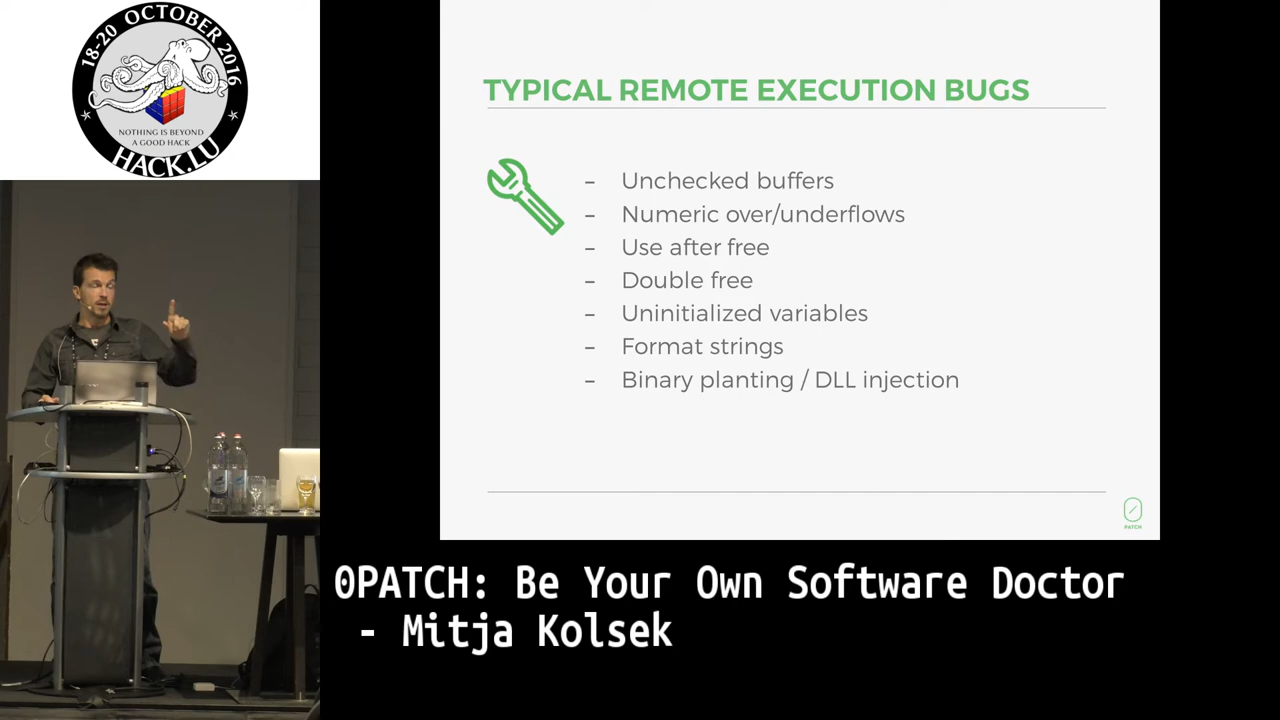 18-20 OCTOBER 2016
NOTHING IS BEYOND
A GOOD HACK
HACK.LU
TYPICAL REMOTE EXECUTION BUGS
– Unchecked buffers
– Numeric over/underflows
– Use after free
– Double free
– Uninitialized variables
– Format strings
– Binary planting / DLL injection
0
PATCH
0PATCH: Be Your Own Software Doctor
- Mitja Kolsek